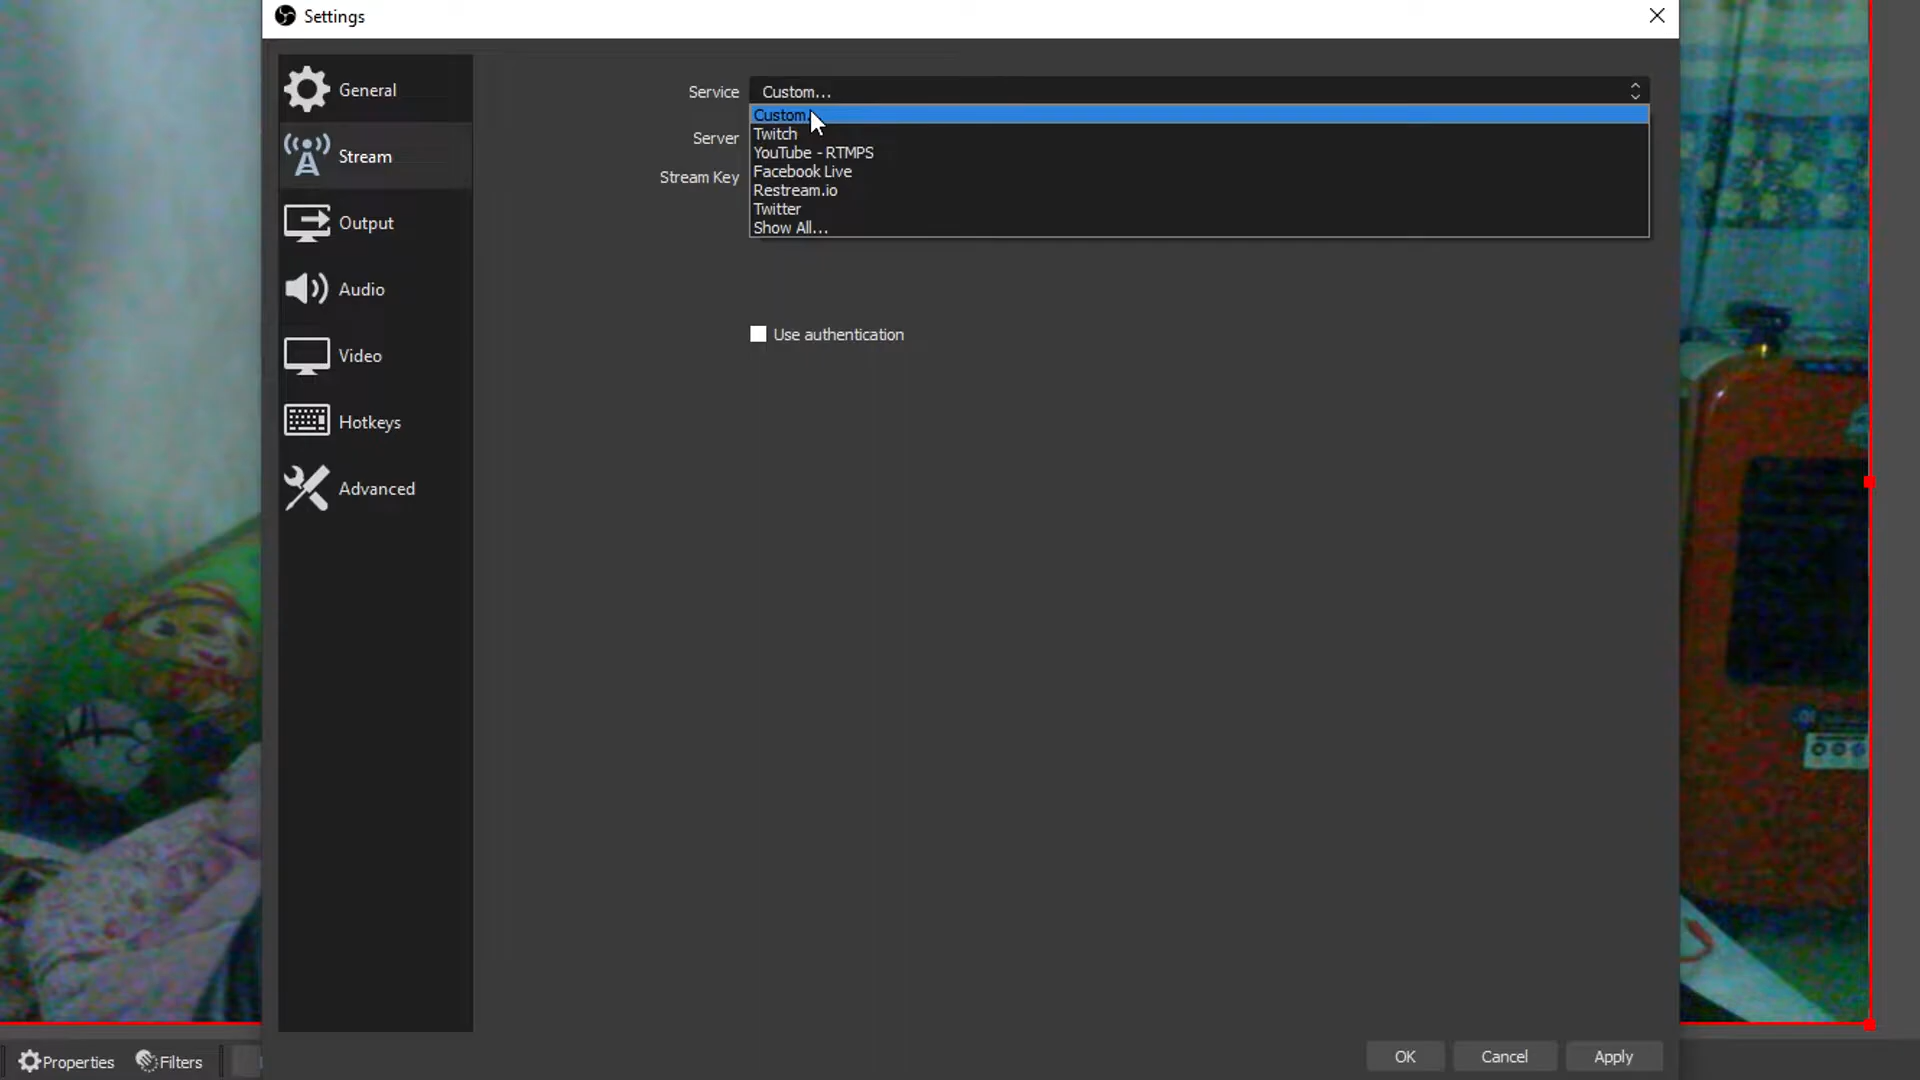 Settings
General
Stream
Output
Audio
Video
Hotkeys
Advanced
Service Custom...
Server
Stream Key
Custom.
Twitch
YouTube - RTMPS
Facebook Live
Restream.io
Twitter
Show All...
Use authentication
OK Cancel Apply
Properties Filters